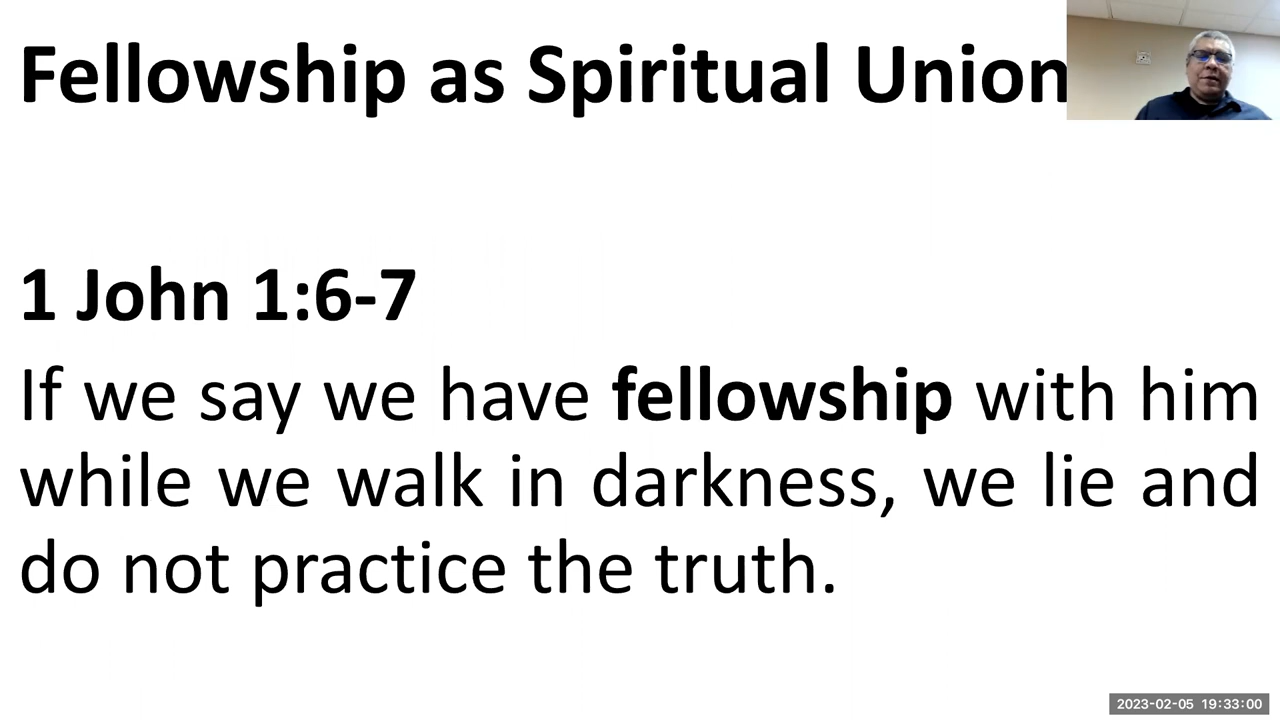 Fellowship as Spiritual Union
1 John 1:6-7
If we say we have fellowship with him
while we walk in darkness, we lie and
do not practice the truth.
2023-02-05 19:33:00